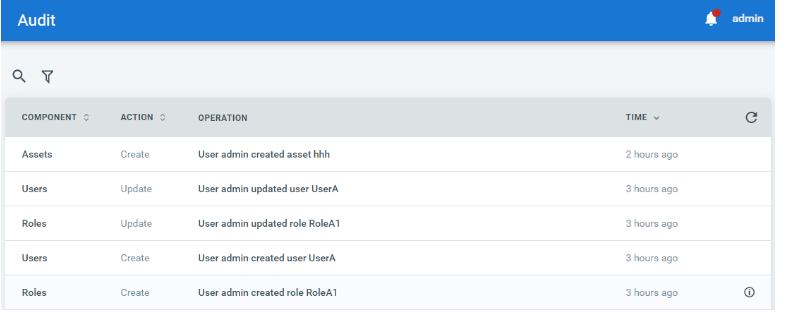 Audit
admin
COMPONENT ACTION OPERATION TIME
Assets Create User admin created asset hhh 2 hours ago
Users Update User admin updated user UserA 3 hours ago
Roles Update User admin updated role RoleA1 3 hours ago
Users Create User admin created user UserA 3 hours ago
Roles Create User admin created role RoleA1 3 hours ago